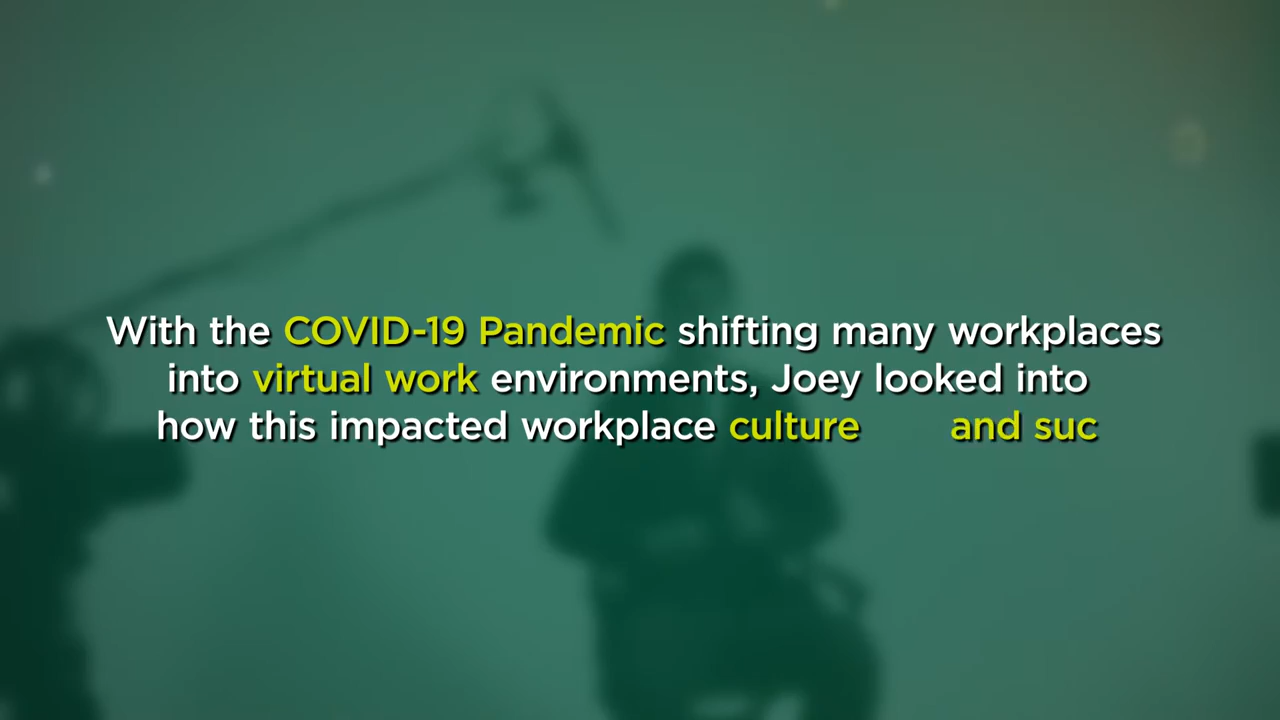 With the COVID-19 Pandemic shifting many workplaces
into virtual work environments, Joey looked into
how this impacted workplace culture and suc